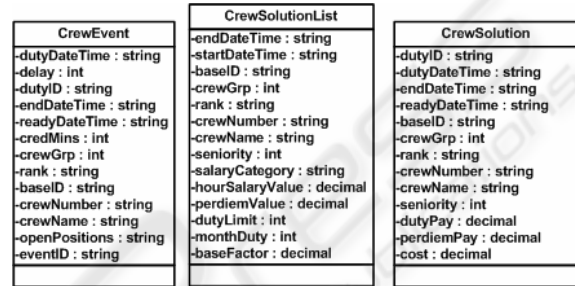 CrewEvent
-dutyDateTime : string
-delay : int
-dutyID : string
-endDateTime : string
-readyDateTime : string
-credMins : int
-crewGrp : int
-rank : string
-baseID : string
-crewNumber : string
-crewName : string
-openPositions : string
-eventID : string
CrewSolutionList
-endDateTime : string
-startDateTime : string
-baseID : string
-crewGrp : int
-rank : string
-crewNumber : string
-crewName : string
-seniority : int
-salaryCategory : string
-hourSalaryValue : decimal
-perdiemValue : decimal
-dutyLimit : int
-monthDuty : int
-baseFactor : decimal
CrewSolution
-dutyID : string
-dutyDateTime : string
-endDateTime : string
-readyDateTime : string
-baseID : string
-crewGrp : int
-rank : string
-crewNumber : string
-crewName : string
-seniority : int
-dutyPay : decimal
-perdiemPay : decimal
-cost : decimal